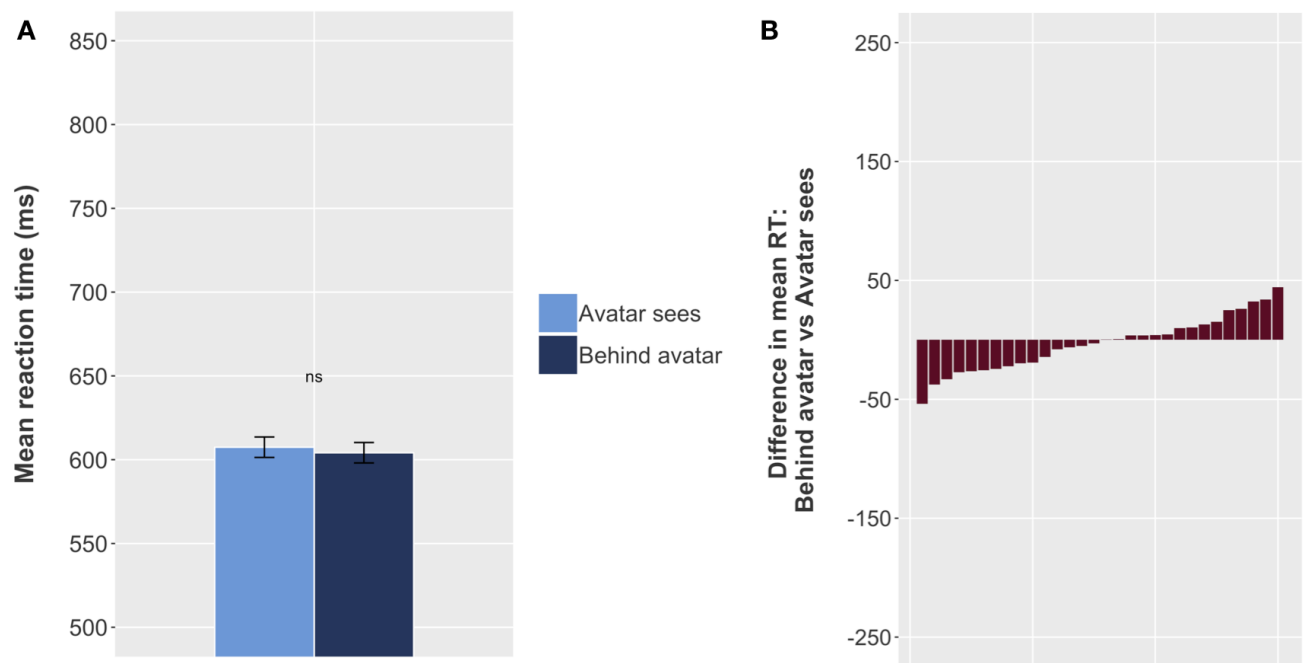 A
Mean reaction time (ms)
850
800
750
700
650
600
550
500
ns
Avatar sees
Behind avatar
B
Difference in mean RT:
Behind avatar vs Avatar sees
250
150
50
-50
-150
-250